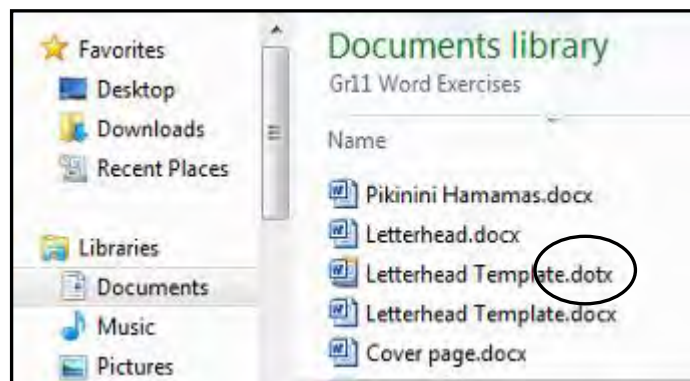 Favorites
Desktop
Downloads
Recent Places
Libraries
Documents
Music
Pictures
Documents library
Gr11 Word Exercises
Name
Pikinini Hamamas.docx
Letterhead.docx
Letterhead Template.dotx
Letterhead Template.docx
Cover page.docx